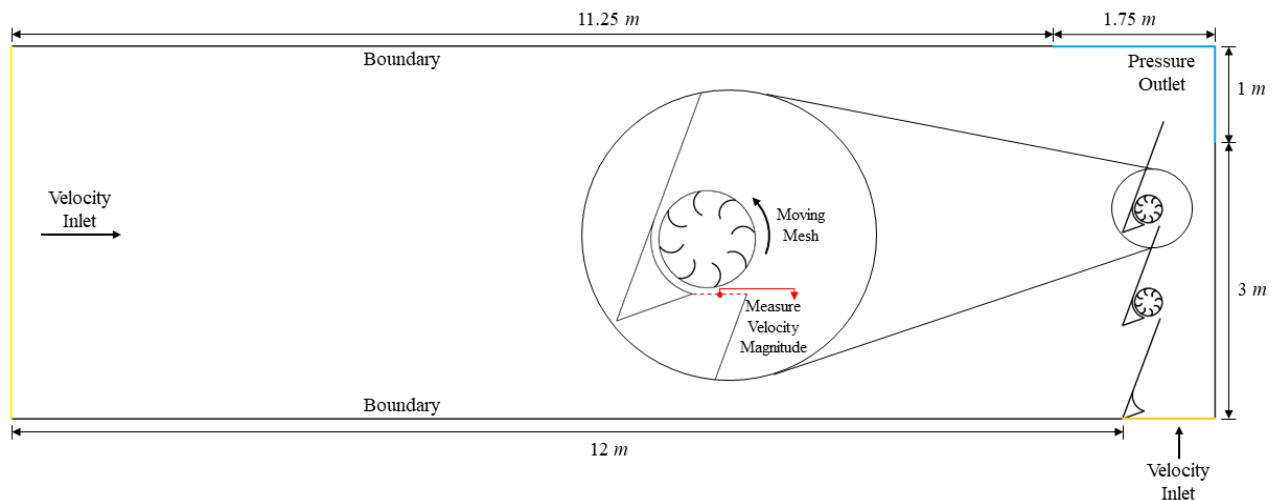 11.25 m
1.75 m
Boundary
Pressure
Outlet
1 m
Velocity
Inlet
Moving
Mesh
3 m
Measure
Velocity
Magnitude
Boundary
12 m
Velocity
Inlet